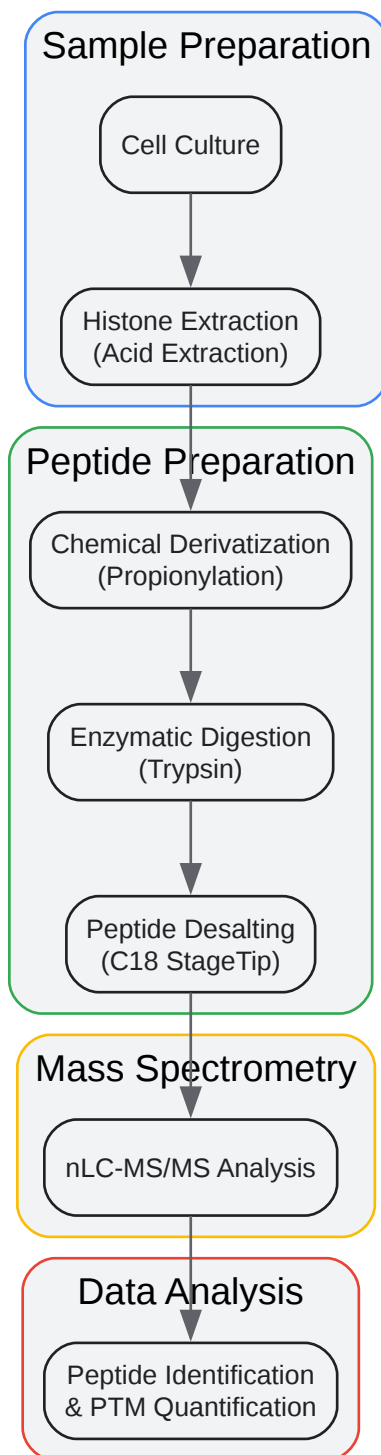 Sample Preparation
Cell Culture
Histone Extraction
(Acid Extraction)
Peptide Preparation
Chemical Derivatization
(Propionylation)
Enzymatic Digestion
(Trypsin)
Peptide Desalting
(C18 StageTip)
Mass Spectrometry
nLC-MS/MS Analysis
Data Analysis
Peptide Identification
& PTM Quantification